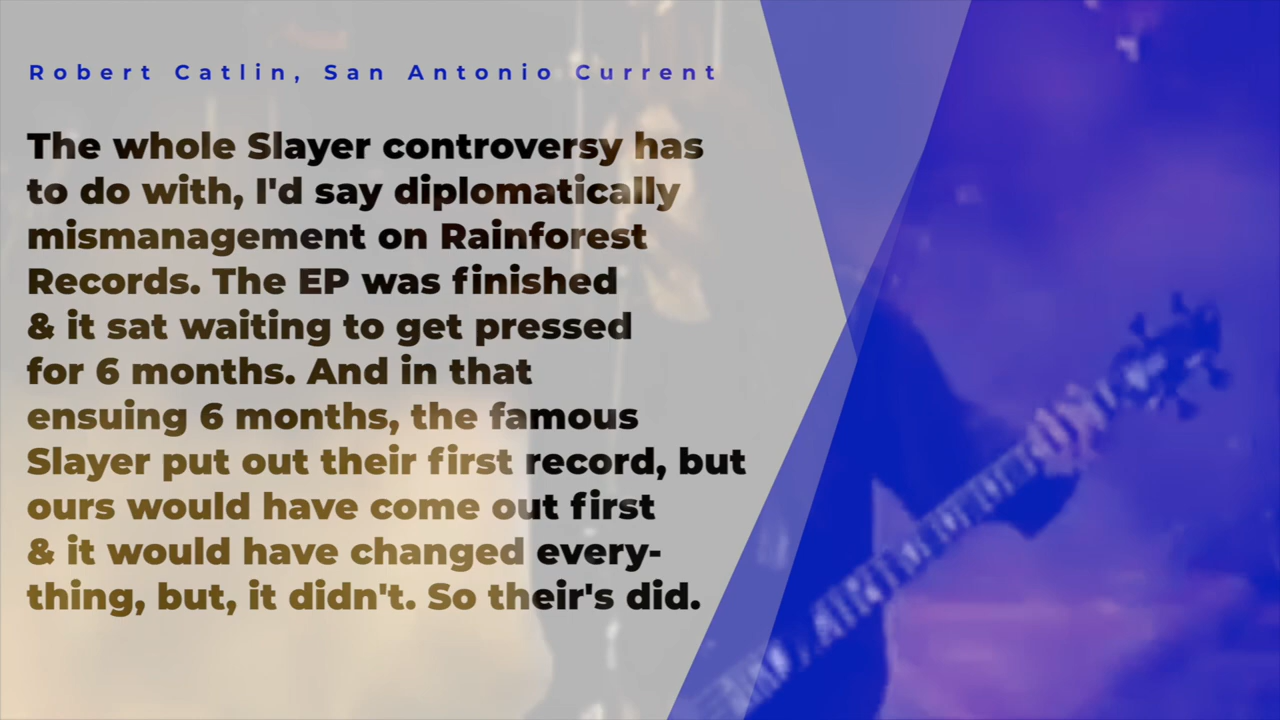 Robert Catlin, San Antonio Current
The whole Slayer controversy has
to do with, I'd say diplomatically
mismanagement on Rainforest
Records. The EP was finished
& it sat waiting to get pressed
for 6 months. And in that
ensuing 6 months, the famous
Slayer put out their first record, but
ours would have come out first
& it would have changed every-
thing, but, it didn't. So their's did.